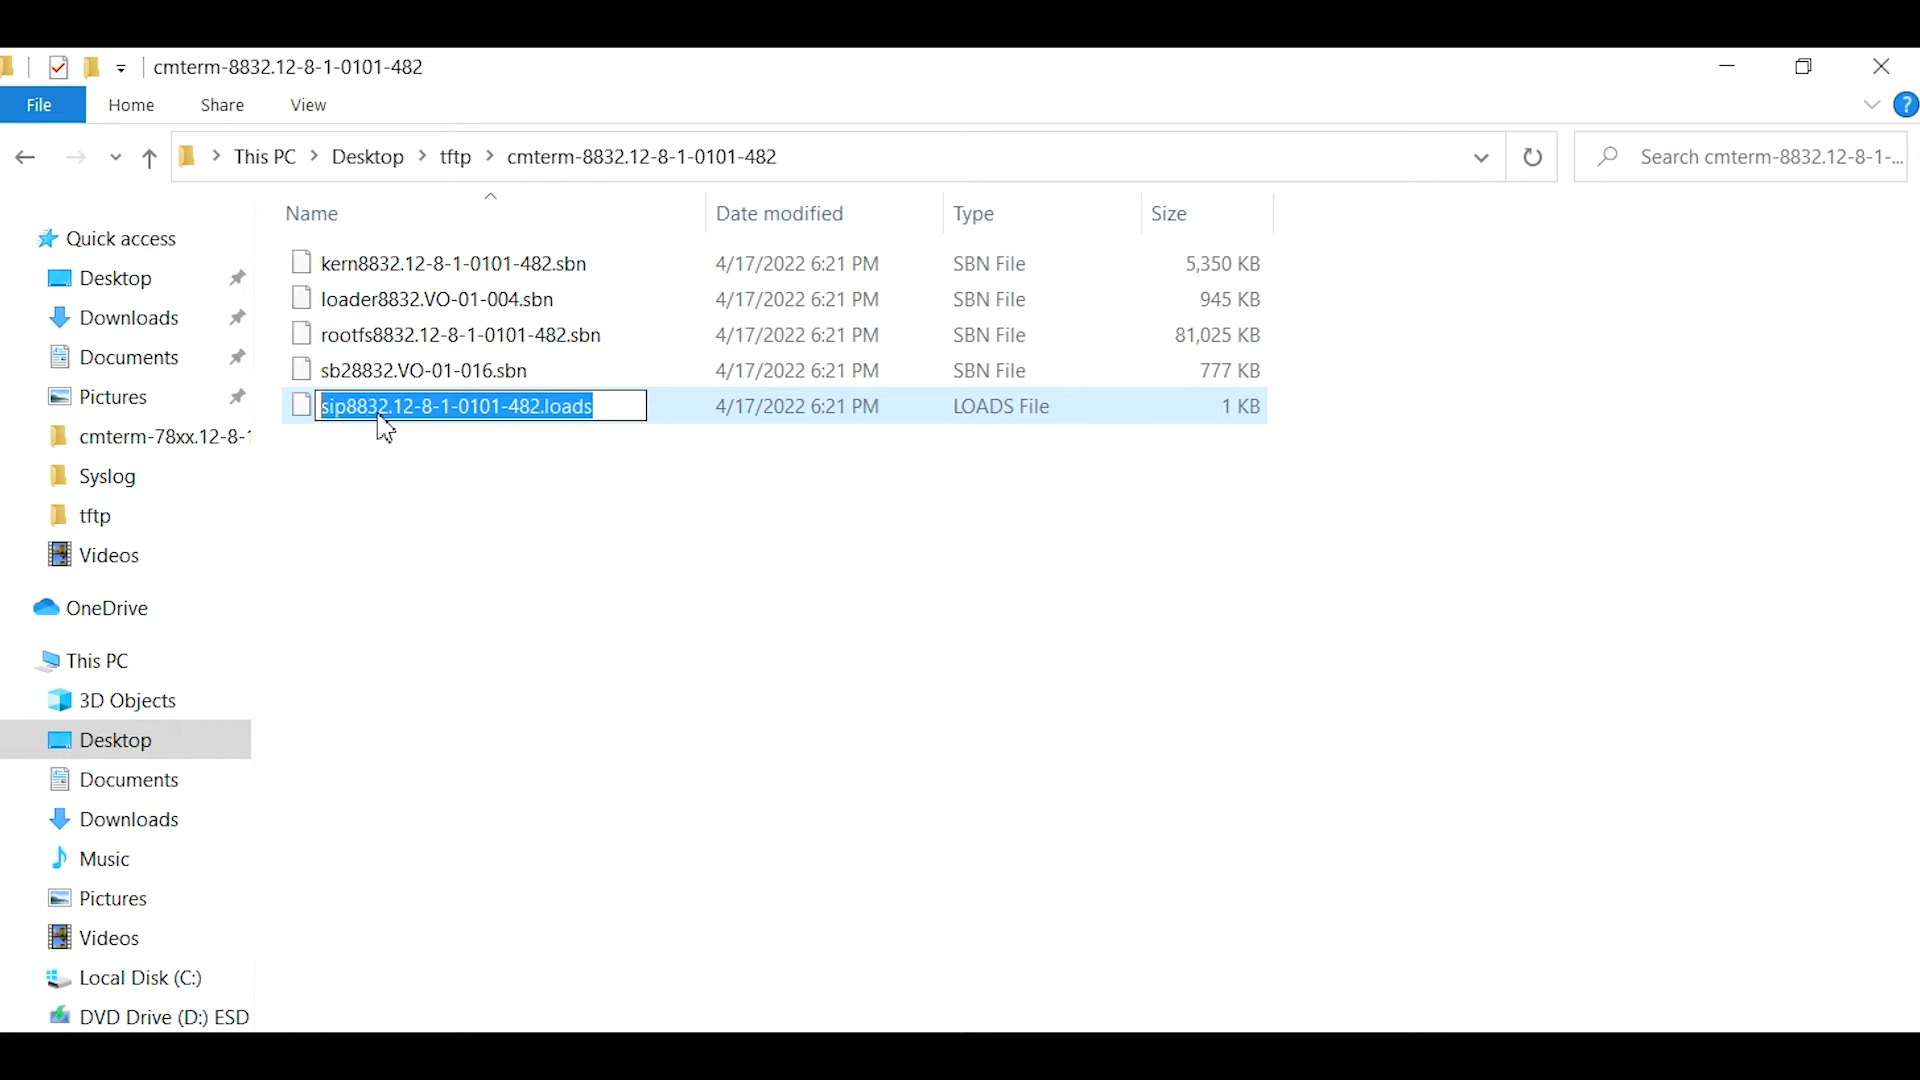 cmterm-8832.12-8-1-0101-482
File Home Share View
?
This PC Desktop tftp cmterm-8832.12-8-1-0101-482
Search cmterm-8832.12-8-1-...
Name Date modified Type Size
kern8832.12-8-1-0101-482.sbn 4/17/2022 6:21 PM SBN File 5,350 KB
loader8832.VO-01-004.sbn 4/17/2022 6:21 PM SBN File 945 KB
rootfs8832.12-8-1-0101-482.sbn 4/17/2022 6:21 PM SBN File 81,025 KB
sb28832.VO-01-016.sbn 4/17/2022 6:21 PM SBN File 777 KB
sip8832.12-8-1-0101-482.loads 4/17/2022 6:21 PM LOADS File 1 KB
Quick access
Desktop
Downloads
Documents
Pictures
cmterm-78xx.12-8-1
Syslog
tftp
Videos
OneDrive
This PC
3D Objects
Desktop
Documents
Downloads
Music
Pictures
Videos
Local Disk (C:)
DVD Drive (D:) ESD